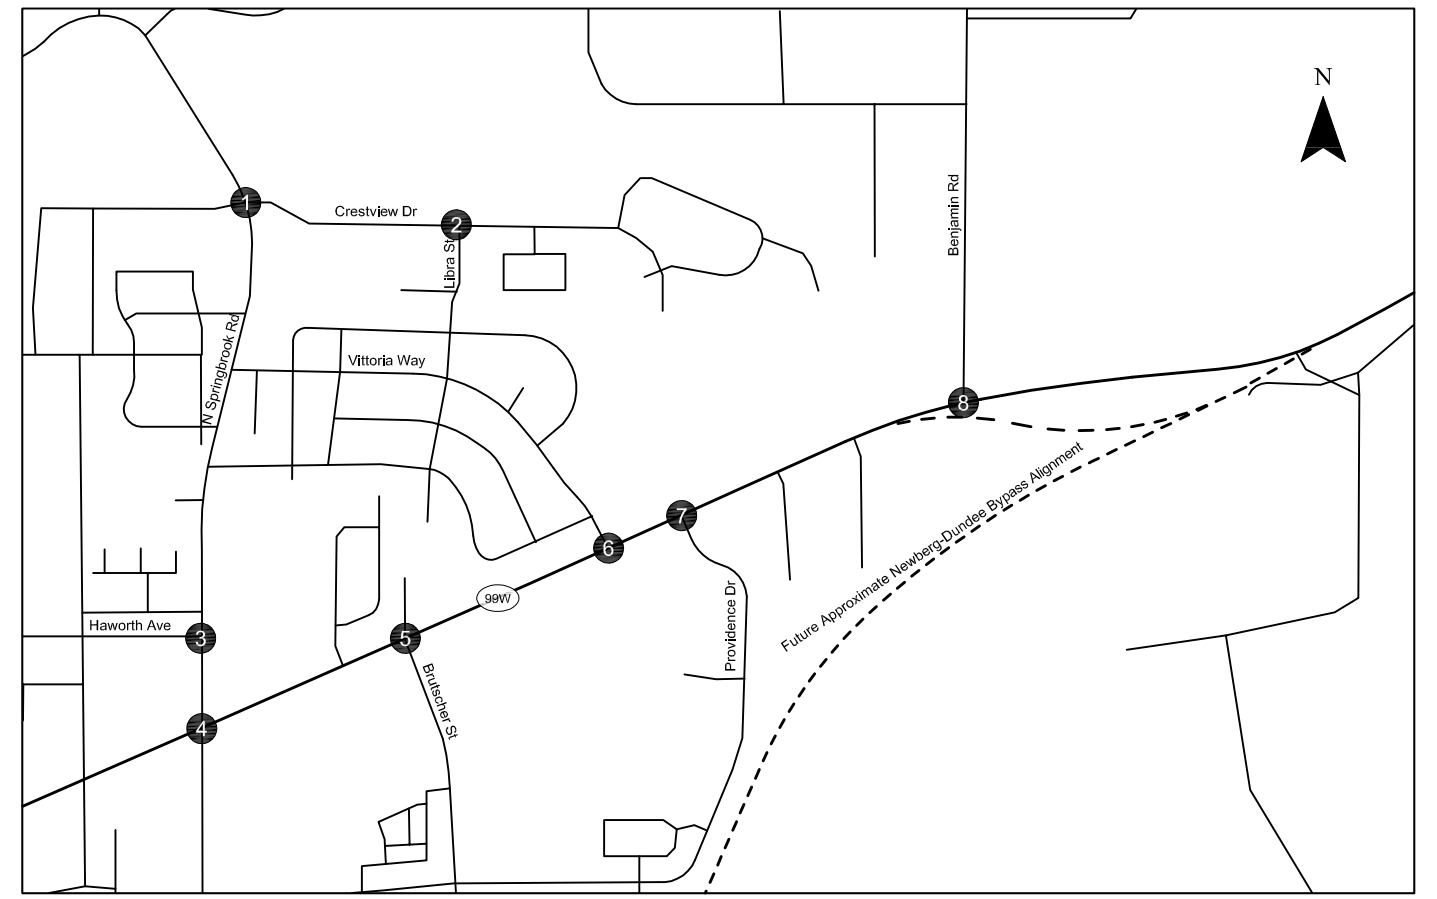 N
1
Crestview Dr
2
Libra St
Benjamin Rd
N Springbrook Rd
Vittoria Way
8
7
6
99W
Future Approximate Newberg-Dundee Bypass Alignment
Haworth Ave
3
5
Providence Dr
Brutscher St
4